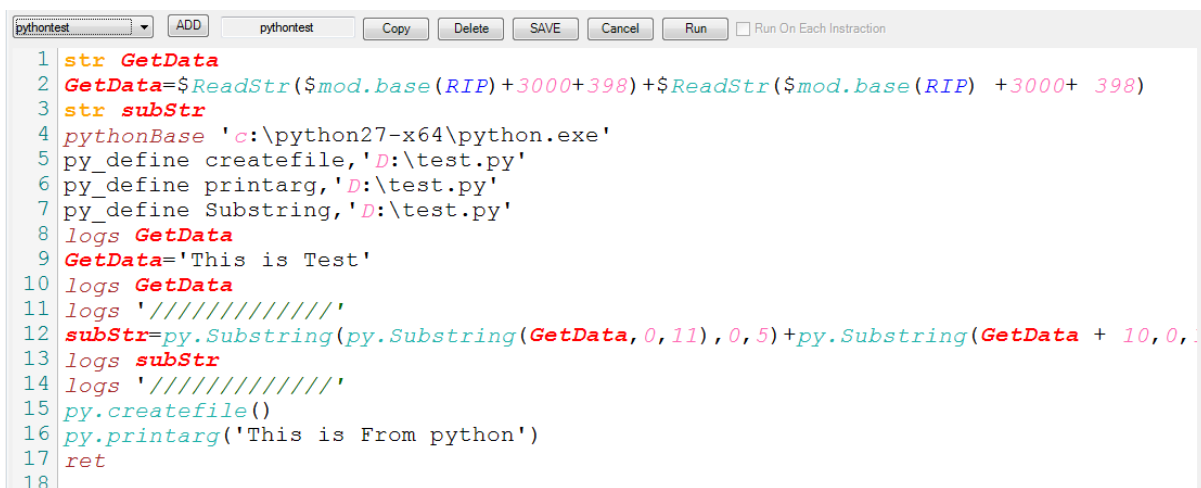 pythontest ADD pythontest Copy Delete SAVE Cancel Run Run On Each Instraction
1 str GetData
2 GetData=$ReadStr($mod.base(RIP)+3000+398)+$ReadStr($mod.base(RIP) +3000+ 398)
3 str subStr
4 pythonBase 'c:\python27-x64\python.exe'
5 py_define createfile,'D:\test.py'
6 py_define printarg,'D:\test.py'
7 py_define Substring,'D:\test.py'
8 logs GetData
9 GetData='This is Test'
10 logs GetData
11 logs '/////////////'
12 subStr=py.Substring(py.Substring(GetData,0,11),0,5)+py.Substring(GetData + 10,0,
13 logs subStr
14 logs '/////////////'
15 py.createfile()
16 py.printarg('This is From python')
17 ret
18